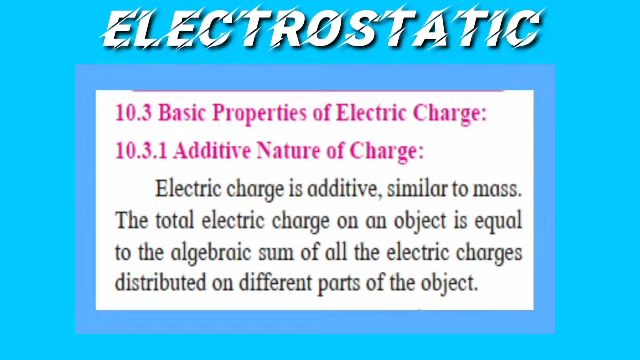 ELECTROSTATIC
10.3 Basic Properties of Electric Charge:
10.3.1 Additive Nature of Charge:
Electric charge is additive, similar to mass.
The total electric charge on an object is equal
to the algebraic sum of all the electric charges
distributed on different parts of the object.